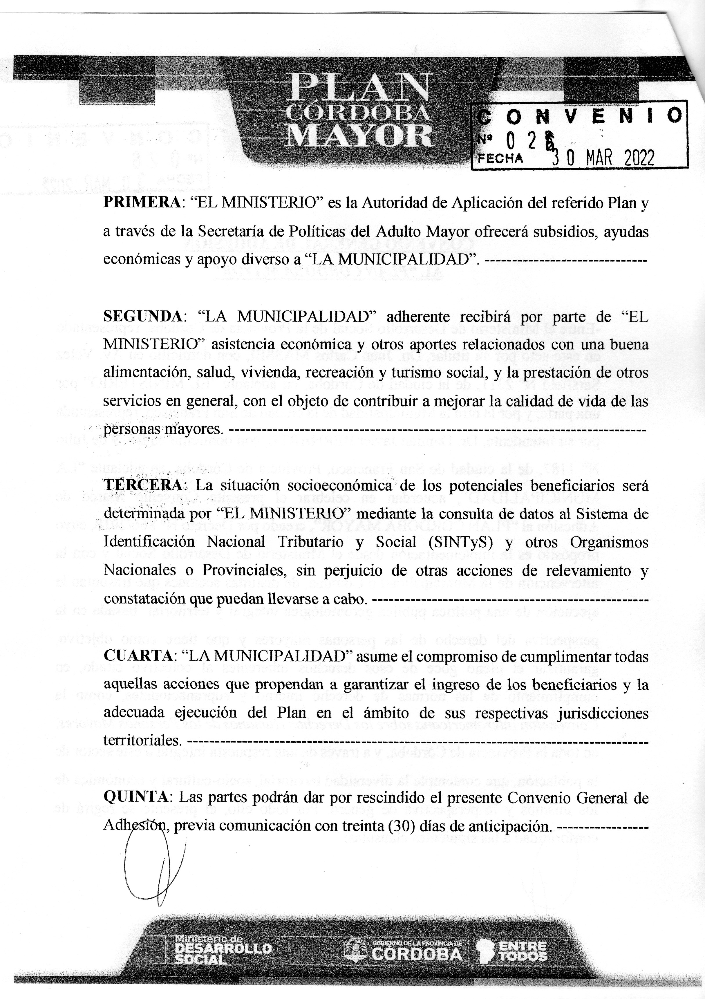 PLAN
CÓRDOBA
MAYOR
CONVENIO
Nº 02
FECHA 30 MAR 2022
PRIMERA: “EL MINISTERIO” es la Autoridad de Aplicación del referido Plan y
a través de la Secretaría de Políticas del Adulto Mayor ofrecerá subsidios, ayudas
económicas y apoyo diverso a “LA MUNICIPALIDAD”. ------------------------------
SEGUNDA: “LA MUNICIPALIDAD” adherente recibirá por parte de “EL
MINISTERIO” asistencia económica y otros aportes relacionados con una buena
alimentación, salud, vivienda, recreación y turismo social, y la prestación de otros
servicios en general, con el objeto de contribuir a mejorar la calidad de vida de las
personas mayores. ----------------------------------------------------------------------------
TERCERA: La situación socioeconómica de los potenciales beneficiarios será
determinada por “EL MINISTERIO” mediante la consulta de datos al Sistema de
Identificación Nacional Tributario y Social (SINTyS) y otros Organismos
Nacionales o Provinciales, sin perjuicio de otras acciones de relevamiento y
constatación que puedan llevarse a cabo. --------------------------------------------------
CUARTA: “LA MUNICIPALIDAD” asume el compromiso de cumplimentar todas
aquellas acciones que propendan a garantizar el ingreso de los beneficiarios y la
adecuada ejecución del Plan en el ámbito de sus respectivas jurisdicciones
territoriales. ------------------------------------------------------------------------------------
QUINTA: Las partes podrán dar por rescindido el presente Convenio General de
Adhesión, previa comunicación con treinta (30) días de anticipación. -----------------
Ministerio de
DESARROLLO
SOCIAL
GOBIERNO DE LA PROVINCIA DE
CÓRDOBA
ENTRE
TODOS